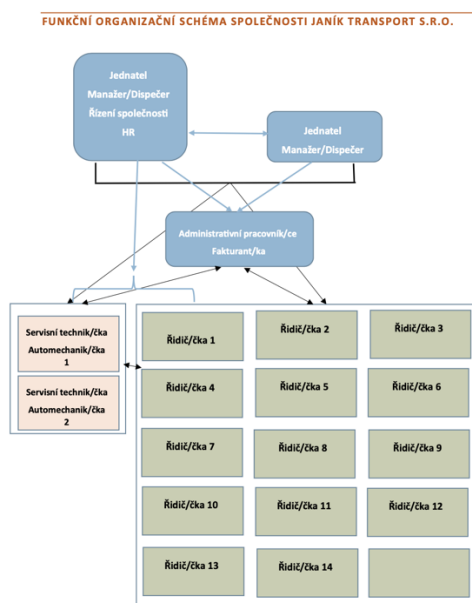 FUNKČNÍ ORGANIZAČNÍ SCHÉMA SPOLEČNOSTI JANÍK TRANSPORT S.R.O.
Jednatel
Manažer/Dispečer
Řízení společnosti
HR
Jednatel
Manažer/Dispečer
Administrativní pracovník/ce
Fakturant/ka
Servisní technik/čka
Automechanik/čka
1
Servisní technik/čka
Automechanik/čka
2
Řidič/čka 1
Řidič/čka 2
Řidič/čka 3
Řidič/čka 4
Řidič/čka 5
Řidič/čka 6
Řidič/čka 7
Řidič/čka 8
Řidič/čka 9
Řidič/čka 10
Řidič/čka 11
Řidič/čka 12
Řidič/čka 13
Řidič/čka 14